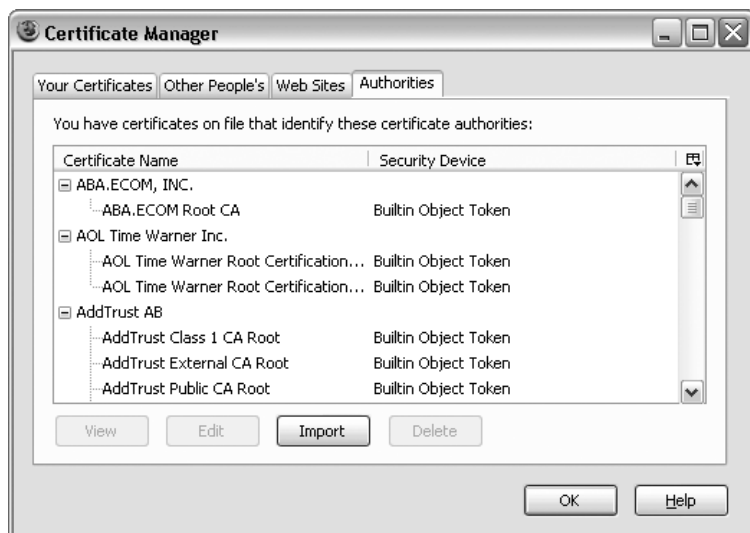 Certificate Manager
Your Certificates Other People's Web Sites Authorities
You have certificates on file that identify these certificate authorities:
Certificate Name Security Device
ABA.ECOM, INC.
ABA.ECOM Root CA Builtin Object Token
AOL Time Warner Inc.
AOL Time Warner Root Certification... Builtin Object Token
AOL Time Warner Root Certification... Builtin Object Token
AddTrust AB
AddTrust Class 1 CA Root Builtin Object Token
AddTrust External CA Root Builtin Object Token
AddTrust Public CA Root Builtin Object Token
View Edit Import Delete
OK Help